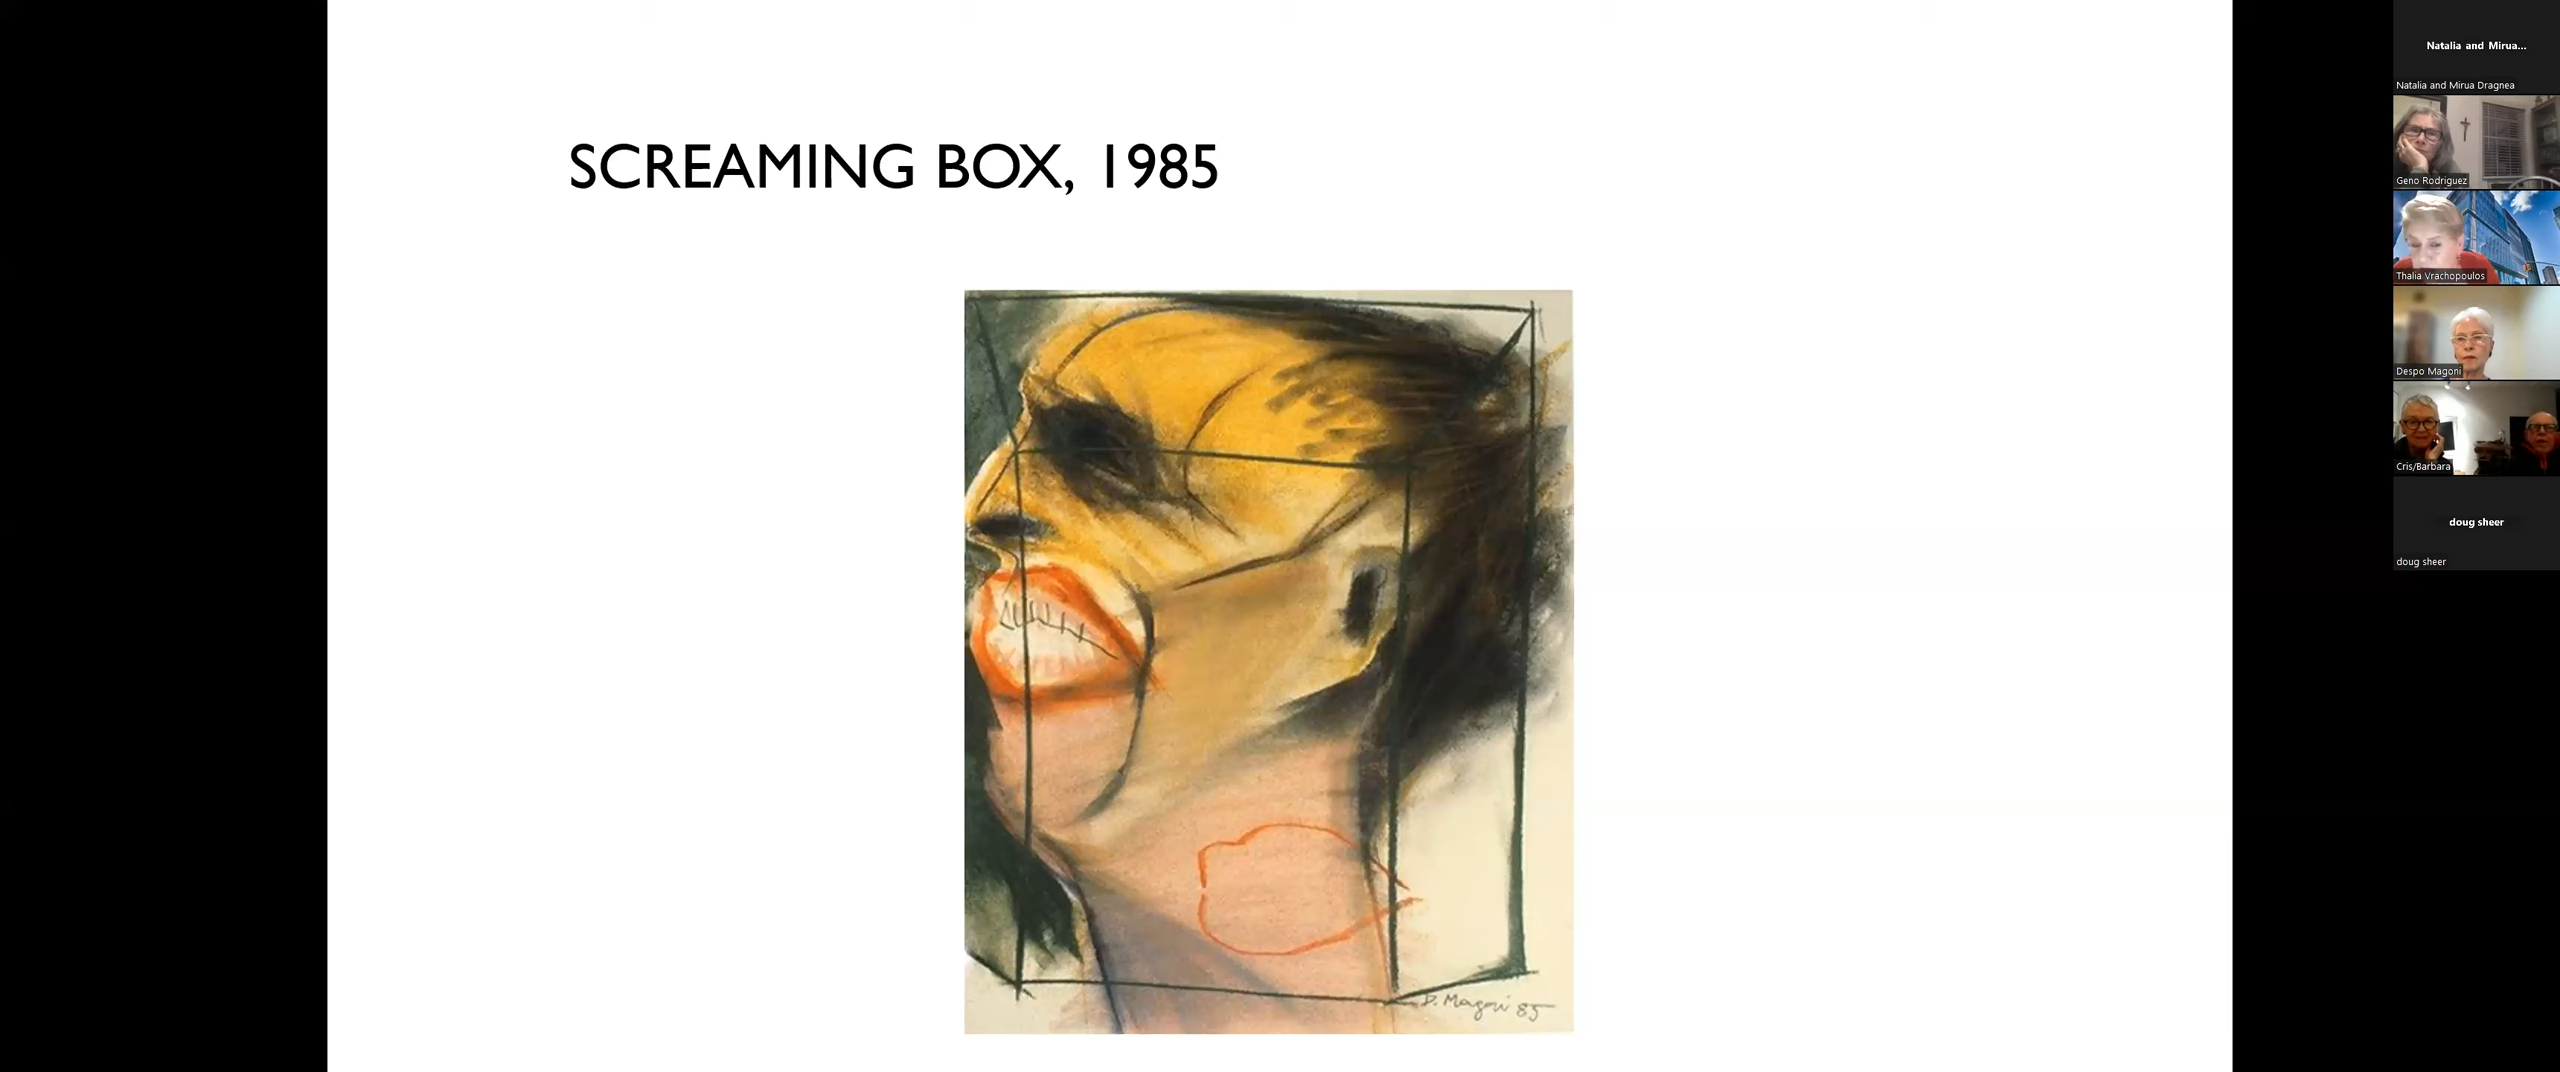 SCREAMING BOX, 1985
D. Magoni 85
Natalia and Mirua...
Natalia and Mirua Dragnea
Geno Rodriguez
Thalia Vrachopoulos
Despo Magoni
Cris/Barbara
doug sheer
doug sheer